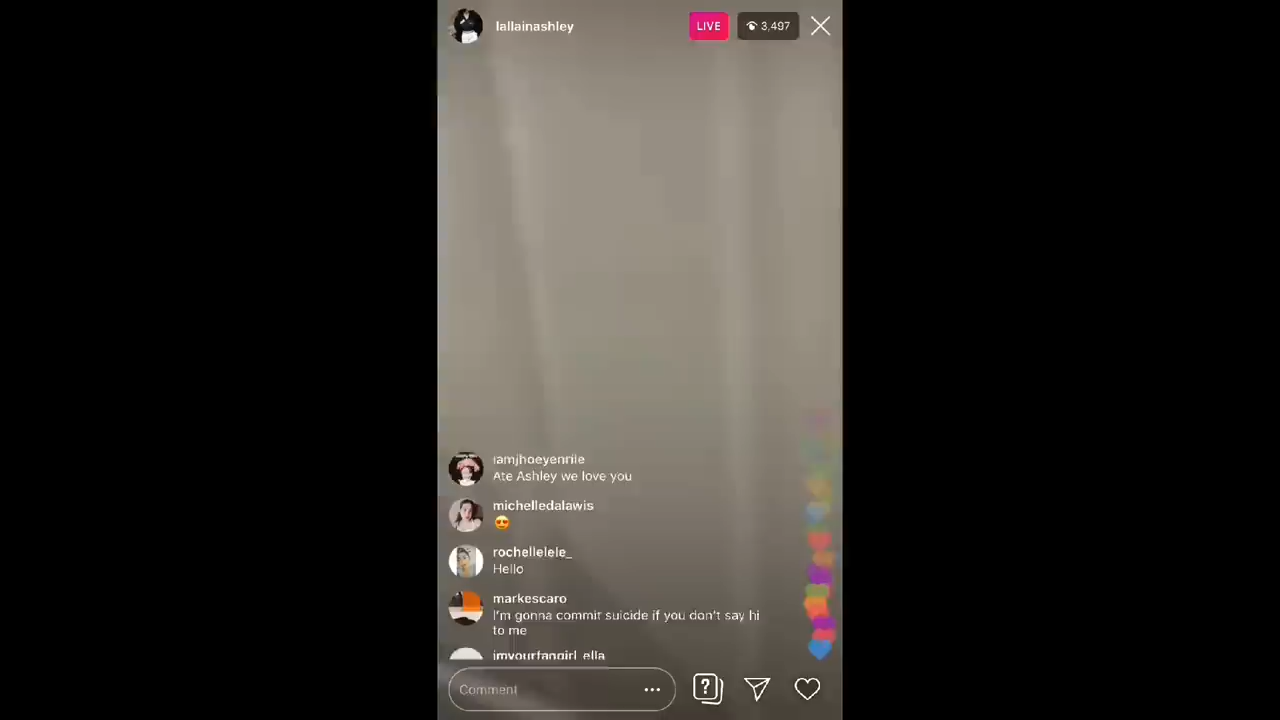 lallainashley
LIVE
3,497
iamjhoeyenrile
Ate Ashley we love you
michelledalawis
rochellelele_
Hello
markescaro
I'm gonna commit suicide if you don't say hi
to me
imyourfangirl_ella
Comment